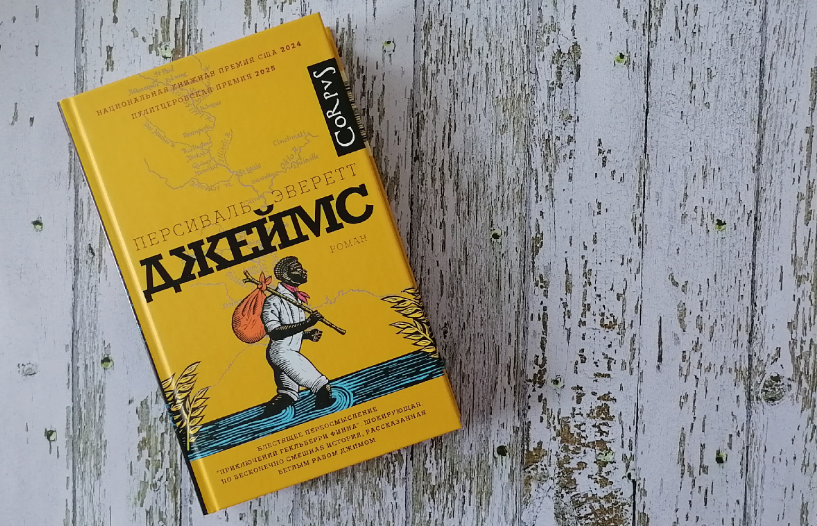 НАЦИОНАЛЬНАЯ КНИЖНАЯ ПРЕМИЯ США 2024
ПУЛИТЦЕРОВСКАЯ ПРЕМИЯ 2025
CORPVS
ПЕРСИВАЛЬ ЭВЕРЕТТ
ДЖЕЙМС
РОМАН
БЛЕСТЯЩЕЕ ПЕРЕОСМЫСЛЕНИЕ
"ПРИКЛЮЧЕНИЙ ГЕКЛЬБЕРРИ ФИННА". ШОКИРУЮЩАЯ,
НО БЕСКОНЕЧНО СМЕШНАЯ ИСТОРИЯ, РАССКАЗАННАЯ
БЕГЛЫМ РАБОМ ДЖИМОМ